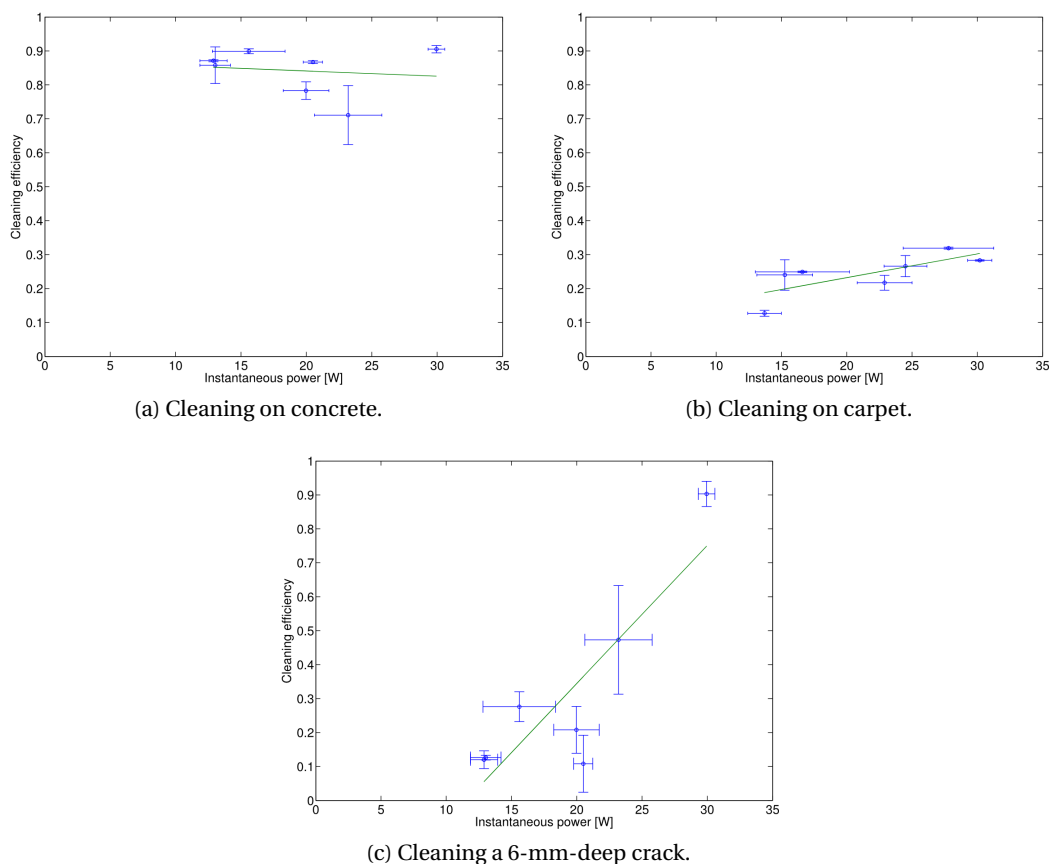 1
0.9
0.8
0.7
0.6
0.5
0.4
0.3
0.2
0.1
0
Cleaning efficiency
0 5 10 15 20 25 30 35
Instantaneous power [W]
(a) Cleaning on concrete.
1
0.9
0.8
0.7
0.6
0.5
0.4
0.3
0.2
0.1
0
Cleaning efficiency
0 5 10 15 20 25 30 35
Instantaneous power [W]
(b) Cleaning on carpet.
1
0.9
0.8
0.7
0.6
0.5
0.4
0.3
0.2
0.1
0
Cleaning efficiency
0 5 10 15 20 25 30 35
Instantaneous power [W]
(c) Cleaning a 6-mm-deep crack.